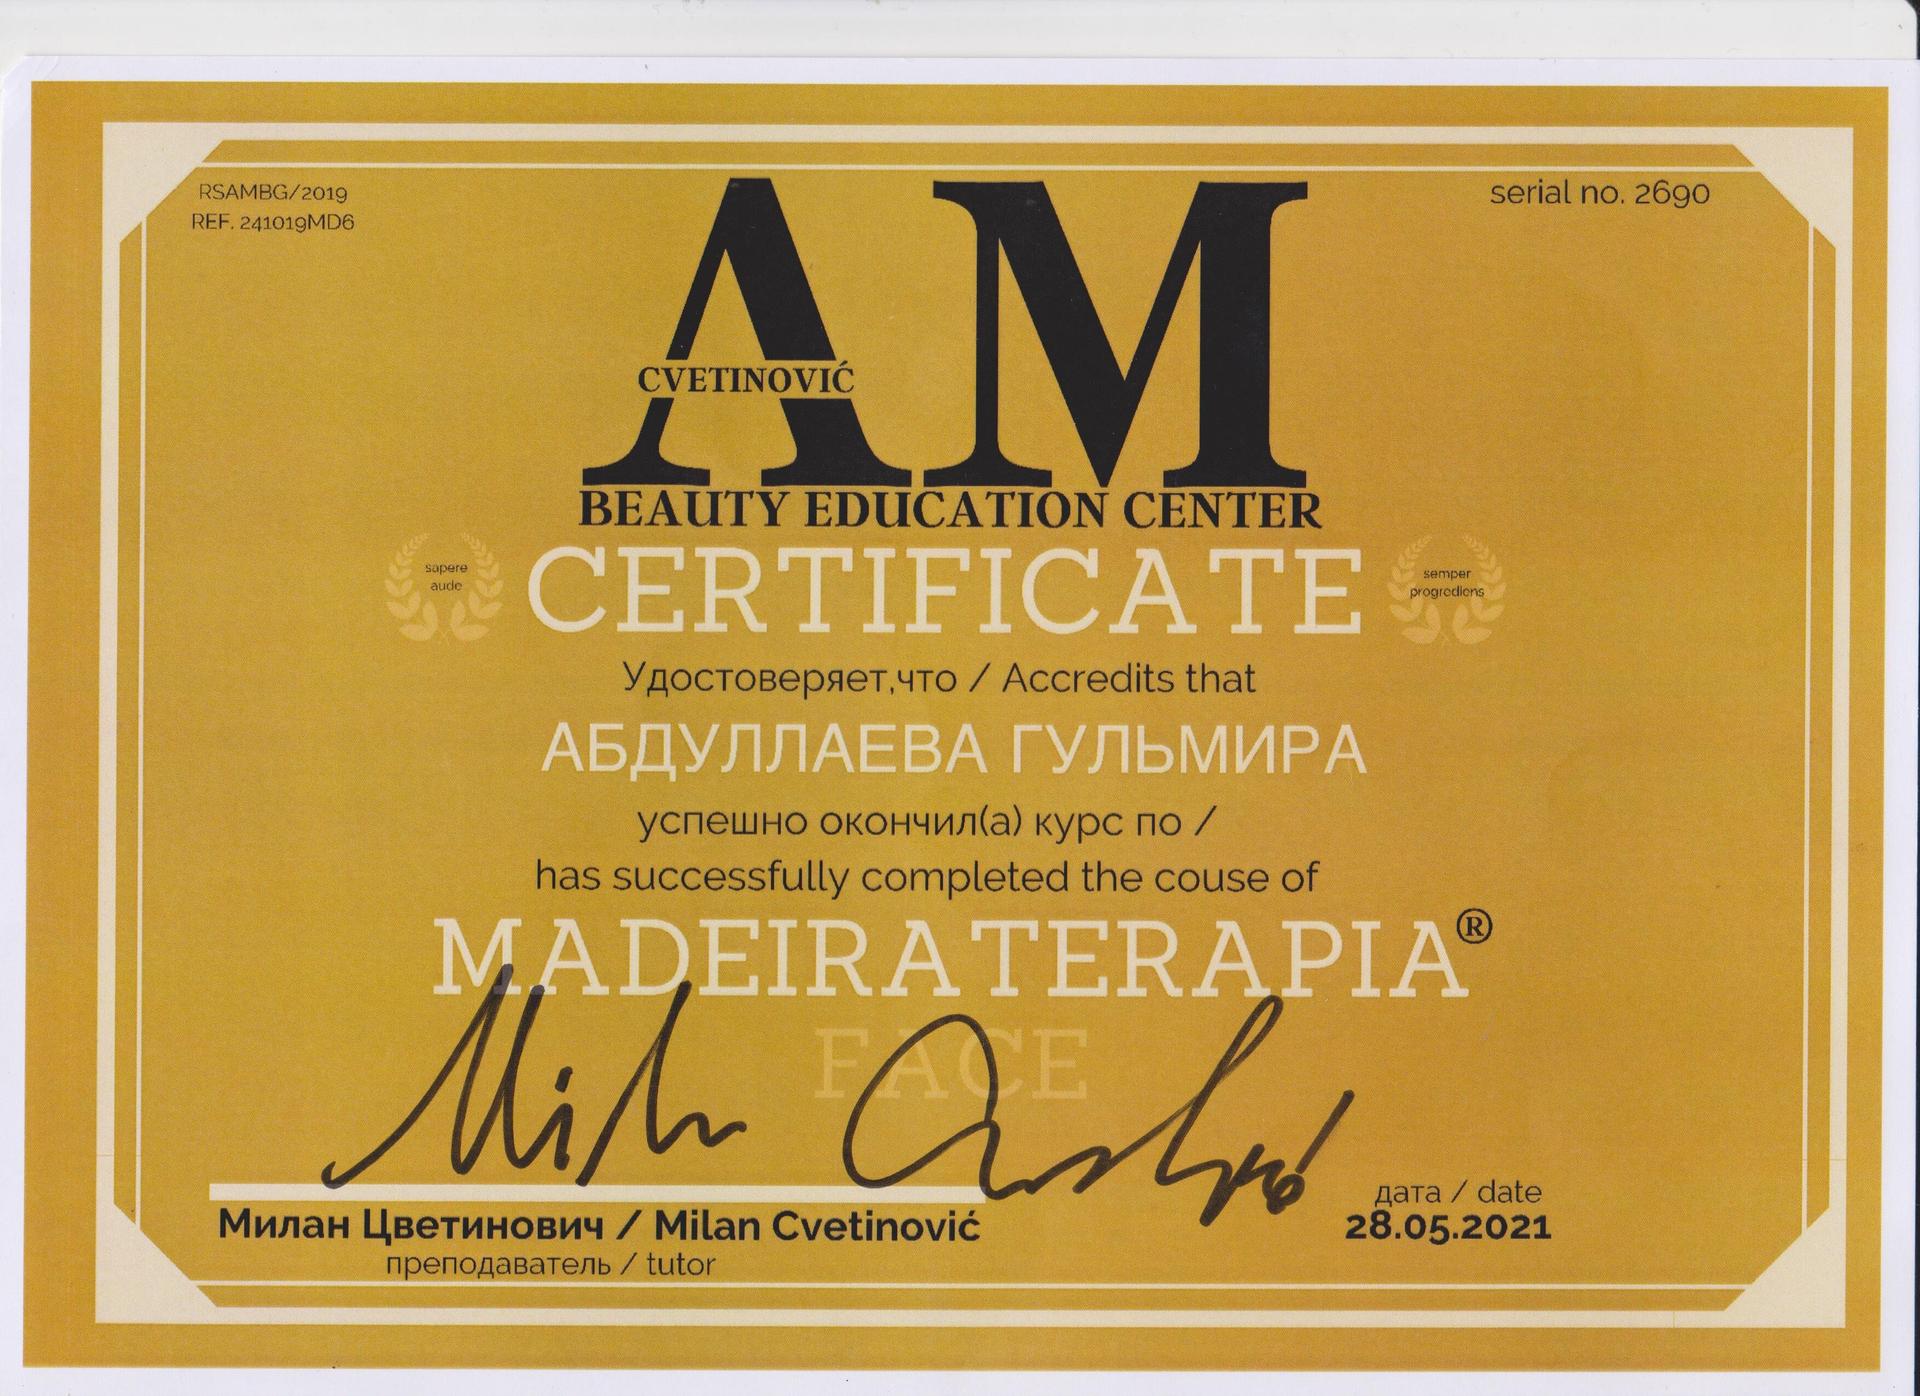 RSAMBG/2019
REF. 241019MD6
serial no. 2690
AM
CVETINOVIĆ
BEAUTY EDUCATION CENTER
sapere
aude
CERTIFICATE
semper
progrediens
Удостоверяет,что / Accredits that
АБДУЛЛАЕВА ГУЛЬМИРА
успешно окончил(а) курс по /
has successfully completed the couse of
MADEIRATERAPIA®
FACE
дата / date
28.05.2021
Милан Цветинович / Milan Cvetinović
преподаватель / tutor